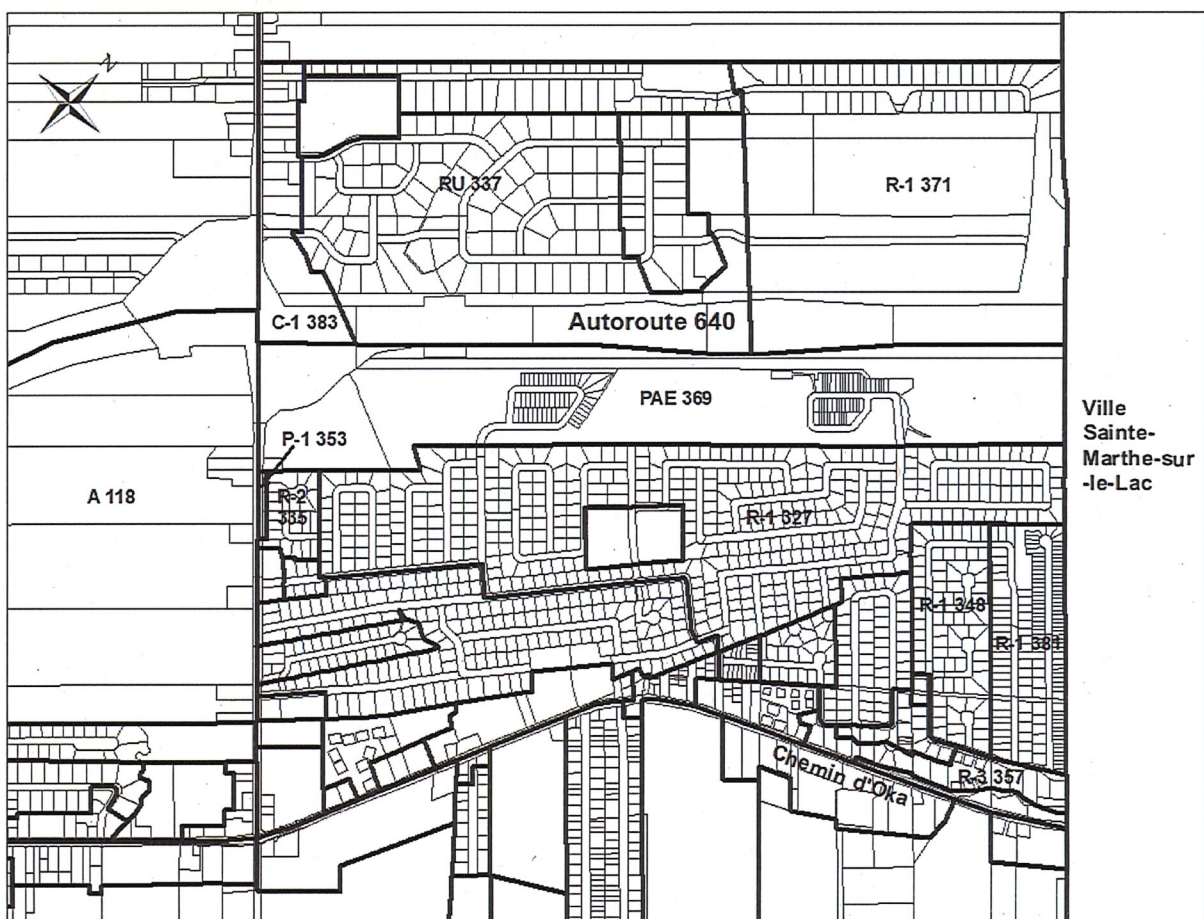 N
RU 337
R-1 371
C-1 383
Autoroute 640
PAE 369
P-1 353
A 118
R-2
335
R-1 327
Ville
Sainte-
Marthe-sur
-le-Lac
R-1 348
R-1 381
R-3 357
Chemin d'Oka